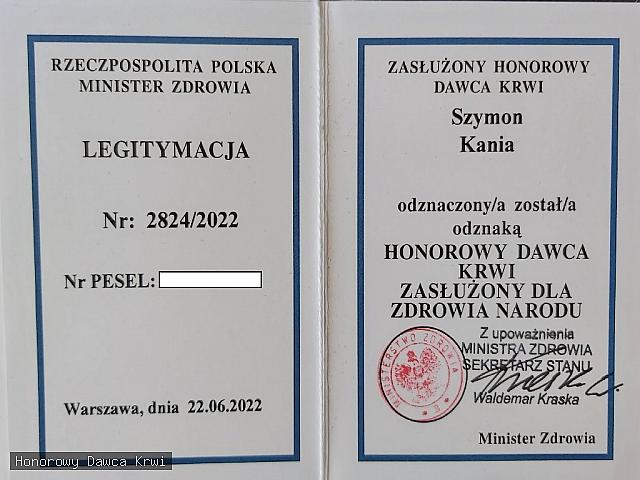 RZECZPOSPOLITA POLSKA
MINISTER ZDROWIA
LEGITYMACJA
Nr: 2824/2022
Nr PESEL:
Warszawa, dnia 22.06.2022
ZASŁUŻONY HONOROWY
DAWCA KRWI
Szymon
Kania
odznaczony/a został/a
odznaką
HONOROWY DAWCA
KRWI
ZASŁUŻONY DLA
ZDROWIA NARODU
MINISTERSTWO ZDROWIA
Z upoważnienia
MINISTRA ZDROWIA
SEKRETARZ STANU
Waldemar Kraska
Minister Zdrowia
Honorowy Dawca Krwi